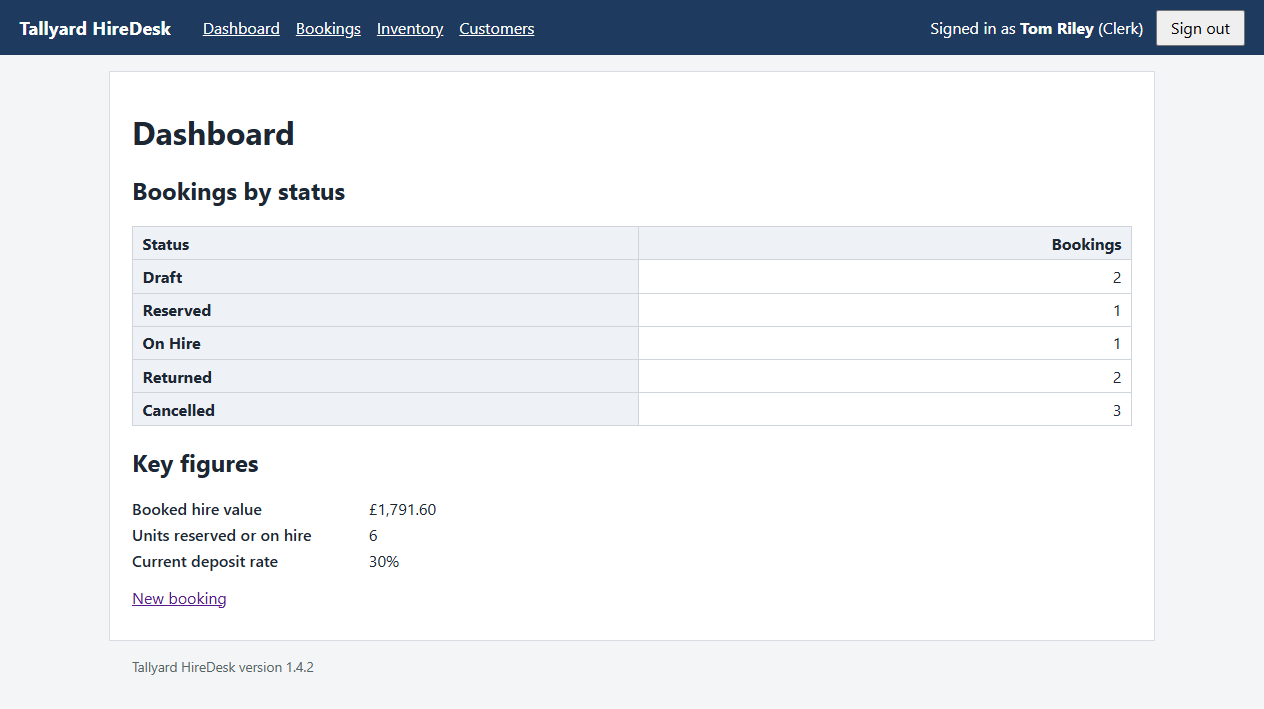 Tallyard HireDesk Dashboard Bookings Inventory Customers Signed in as Tom Riley (Clerk) Sign out
Dashboard
Bookings by status
Status Bookings
Draft 2
Reserved 1
On Hire 1
Returned 2
Cancelled 3
Key figures
Booked hire value £1,791.60
Units reserved or on hire 6
Current deposit rate 30%
New booking
Tallyard HireDesk version 1.4.2